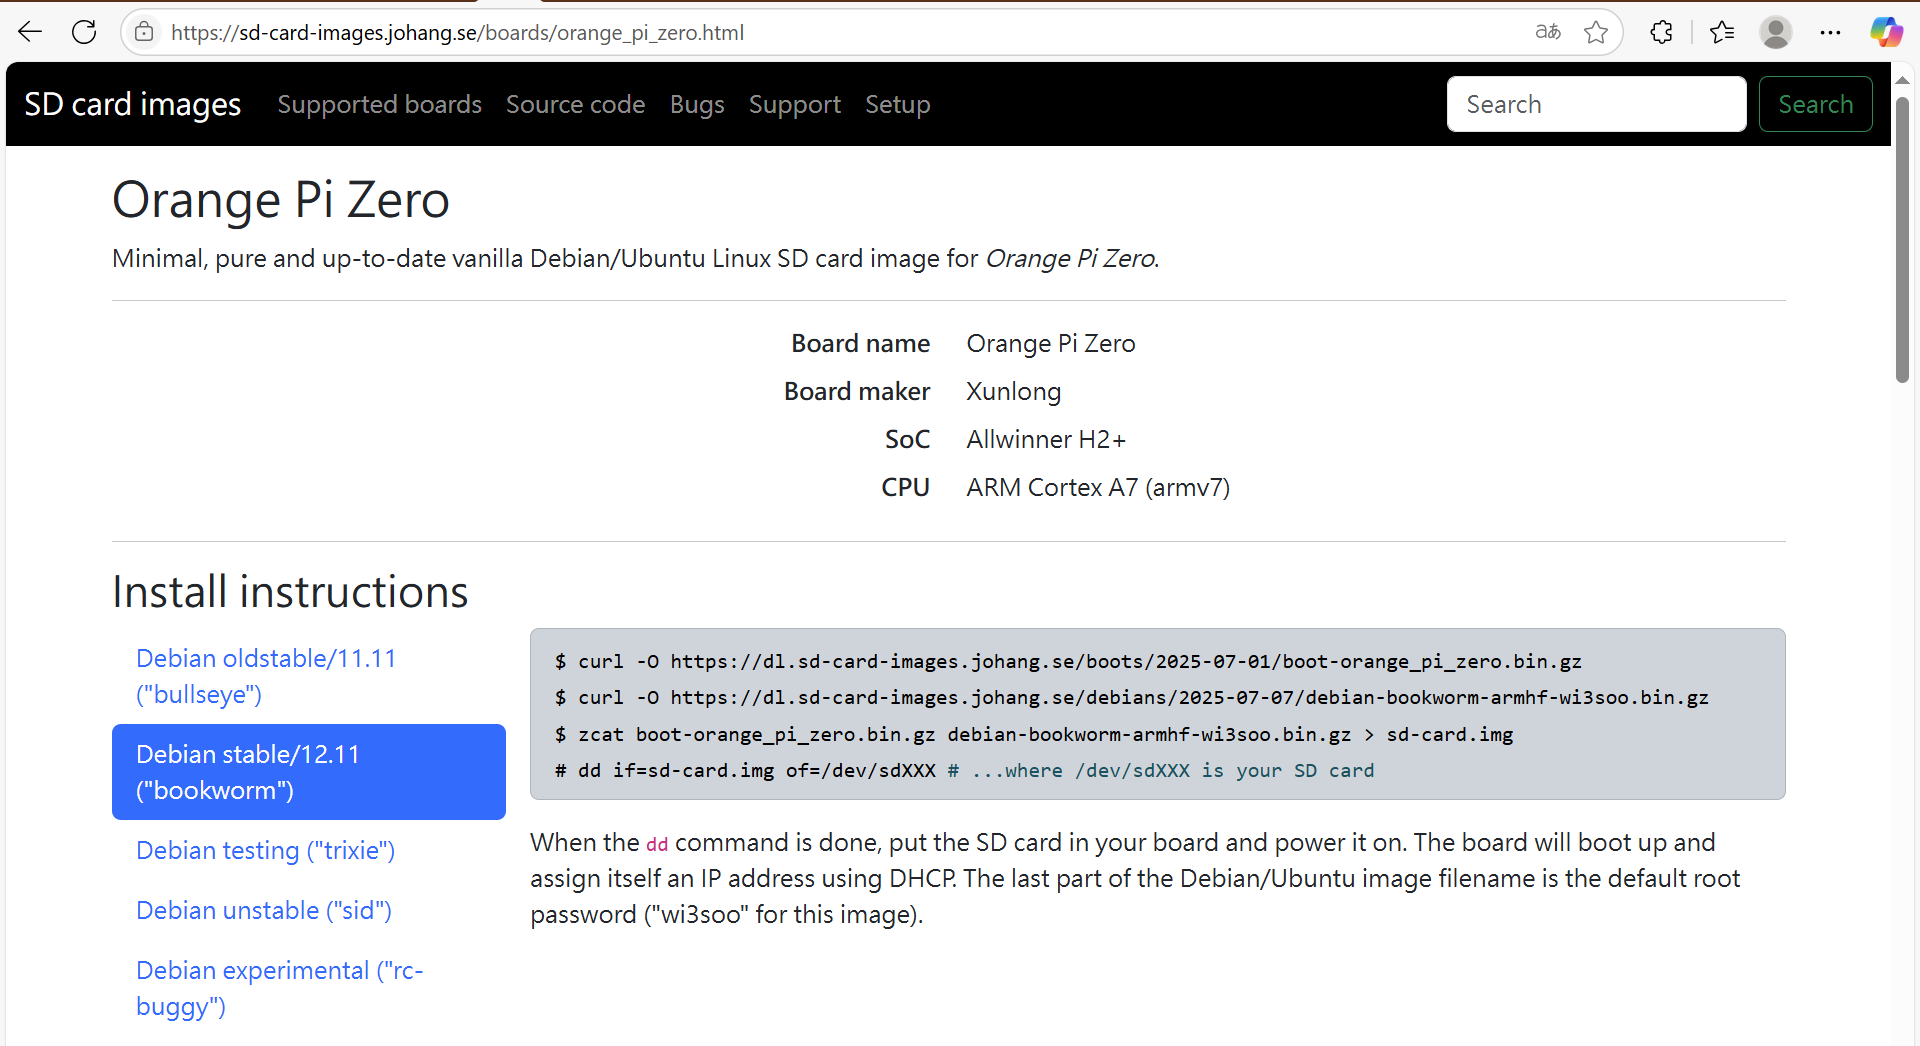 https://sd-card-images.johang.se/boards/orange_pi_zero.html
SD card images Supported boards Source code Bugs Support Setup Search Search
Orange Pi Zero
Minimal, pure and up-to-date vanilla Debian/Ubuntu Linux SD card image for Orange Pi Zero.
Board name Orange Pi Zero
Board maker Xunlong
SoC Allwinner H2+
CPU ARM Cortex A7 (armv7)
Install instructions
Debian oldstable/11.11
("bullseye")
Debian stable/12.11
("bookworm")
Debian testing ("trixie")
Debian unstable ("sid")
Debian experimental ("rc-
buggy")
$ curl -O https://dl.sd-card-images.johang.se/boots/2025-07-01/boot-orange_pi_zero.bin.gz
$ curl -O https://dl.sd-card-images.johang.se/debians/2025-07-07/debian-bookworm-armhf-wi3soo.bin.gz
$ zcat boot-orange_pi_zero.bin.gz debian-bookworm-armhf-wi3soo.bin.gz > sd-card.img
# dd if=sd-card.img of=/dev/sdXXX # ...where /dev/sdXXX is your SD card
When the dd command is done, put the SD card in your board and power it on. The board will boot up and
assign itself an IP address using DHCP. The last part of the Debian/Ubuntu image filename is the default root
password ("wi3soo" for this image).